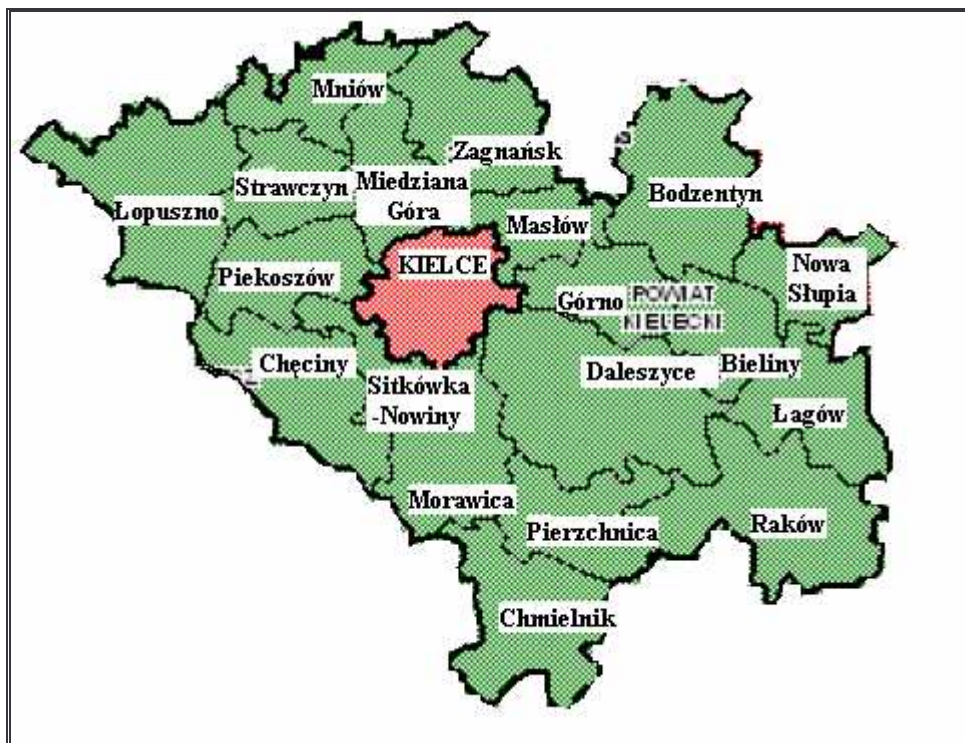 Mniów
Zagnańsk
Strawczyn
Miedziana
Góra
Bodzentyn
Łopuszno
Masłów
KIELCE
Piekoszów
Nowa
Słupia
Górno
POWIAT
KIELECKI
Chęciny
Sitkówka
-Nowiny
Daleszyce
Bieliny
Łagów
Morawica
Pierzchnica
Raków
Chmielnik